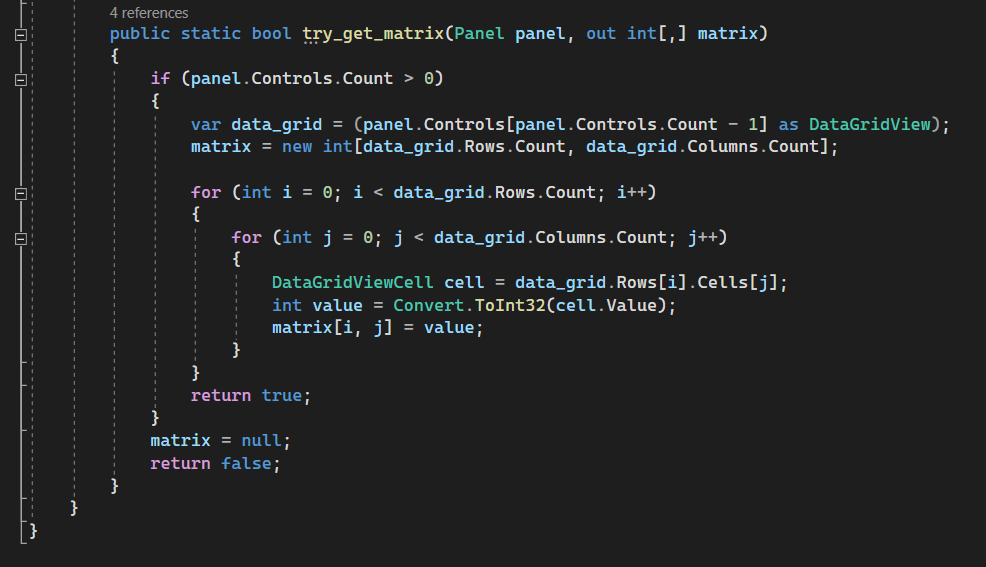 4 references
public static bool try_get_matrix(Panel panel, out int[,] matrix)
{
if (panel.Controls.Count > 0)
{
var data_grid = (panel.Controls[panel.Controls.Count - 1] as DataGridView);
matrix = new int[data_grid.Rows.Count, data_grid.Columns.Count];
for (int i = 0; i < data_grid.Rows.Count; i++)
{
for (int j = 0; j < data_grid.Columns.Count; j++)
{
DataGridViewCell cell = data_grid.Rows[i].Cells[j];
int value = Convert.ToInt32(cell.Value);
matrix[i, j] = value;
}
}
return true;
}
matrix = null;
return false;
}
}
}